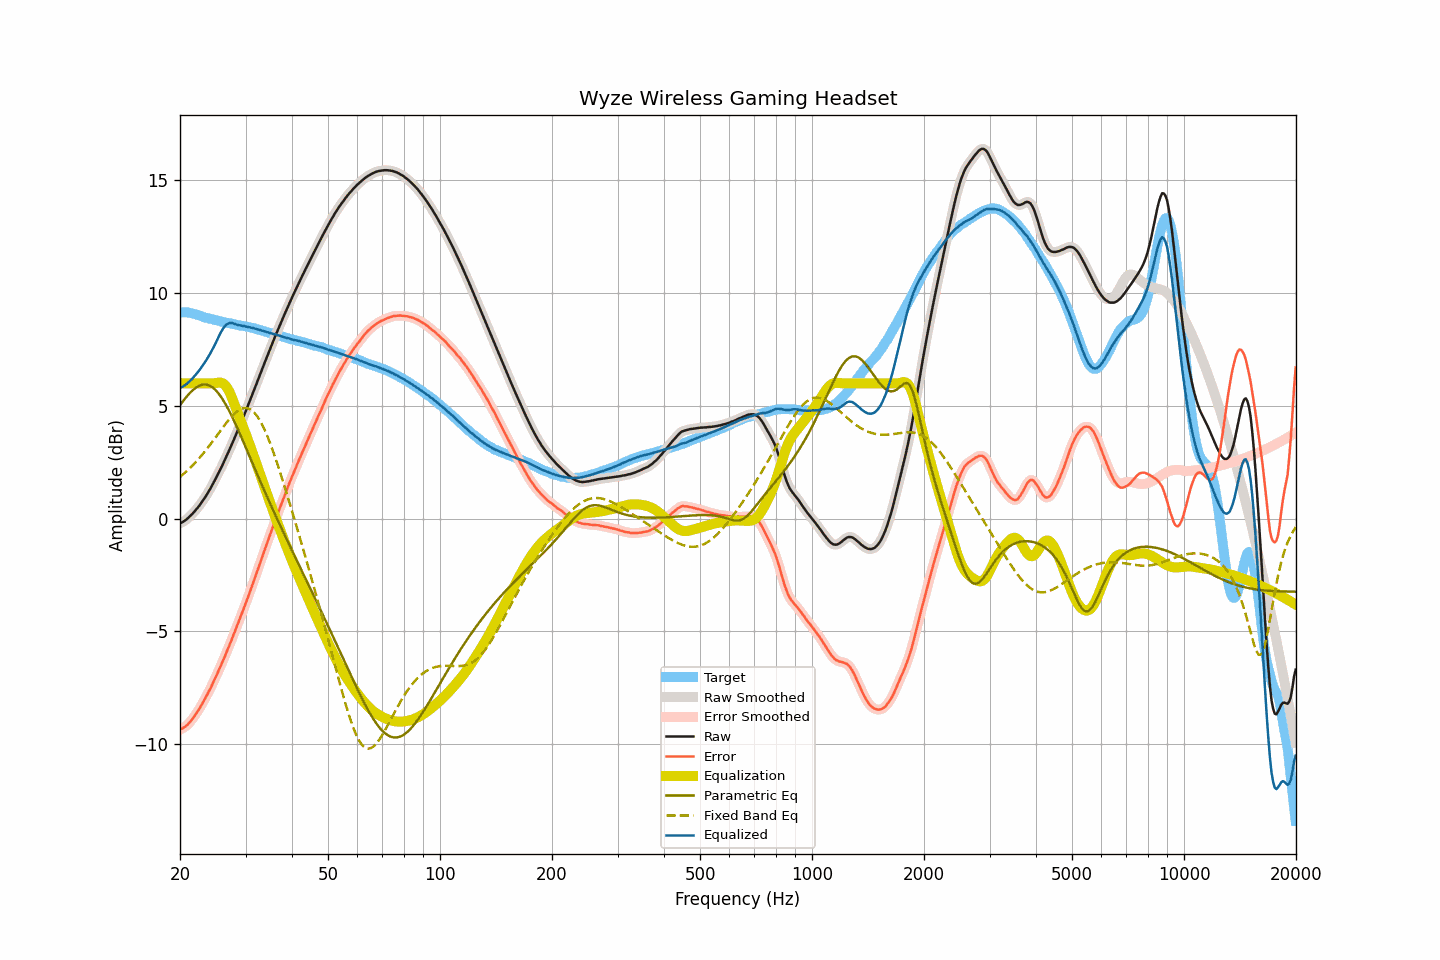 Wyze Wireless Gaming Headset
15
10
5
0
−5
−10
Amplitude (dBr)
Target
Raw Smoothed
Error Smoothed
Raw
Error
Equalization
Parametric Eq
Fixed Band Eq
Equalized
20 50 100 200 500 1000 2000 5000 10000 20000
Frequency (Hz)